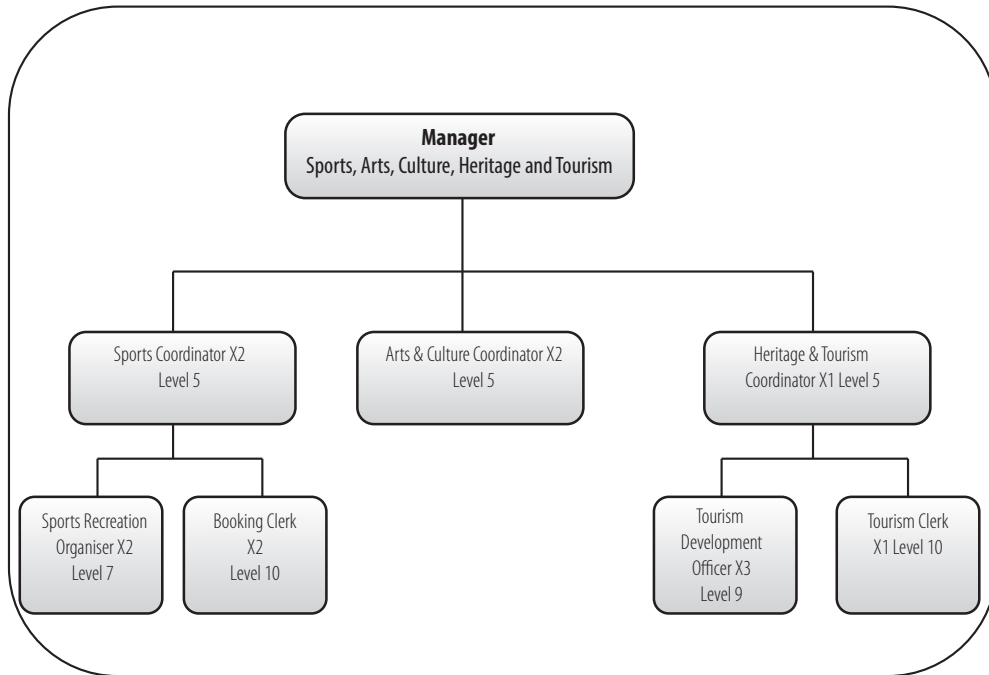 Manager
Sports, Arts, Culture, Heritage and Tourism
Sports Coordinator X2
Level 5
Arts & Culture Coordinator X2
Level 5
Heritage & Tourism
Coordinator X1 Level 5
Sports Recreation
Organiser X2
Level 7
Booking Clerk
X2
Level 10
Tourism
Development
Officer X3
Level 9
Tourism Clerk
X1 Level 10